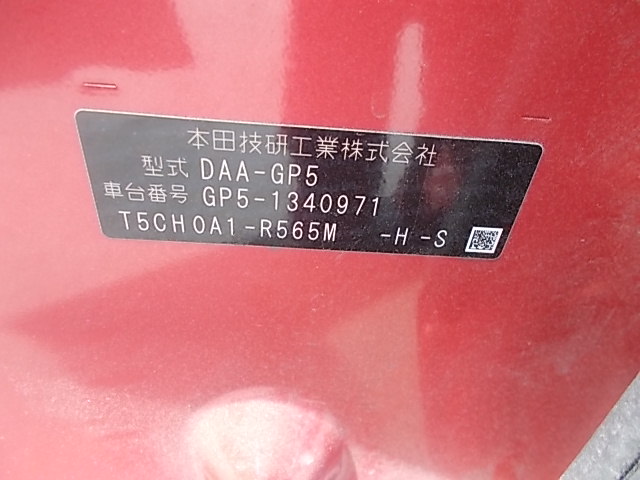 本田技研工業株式会社
型式 DAA-GP5
車台番号 GP5-1340971
T5CH0A1-R565M -H -S